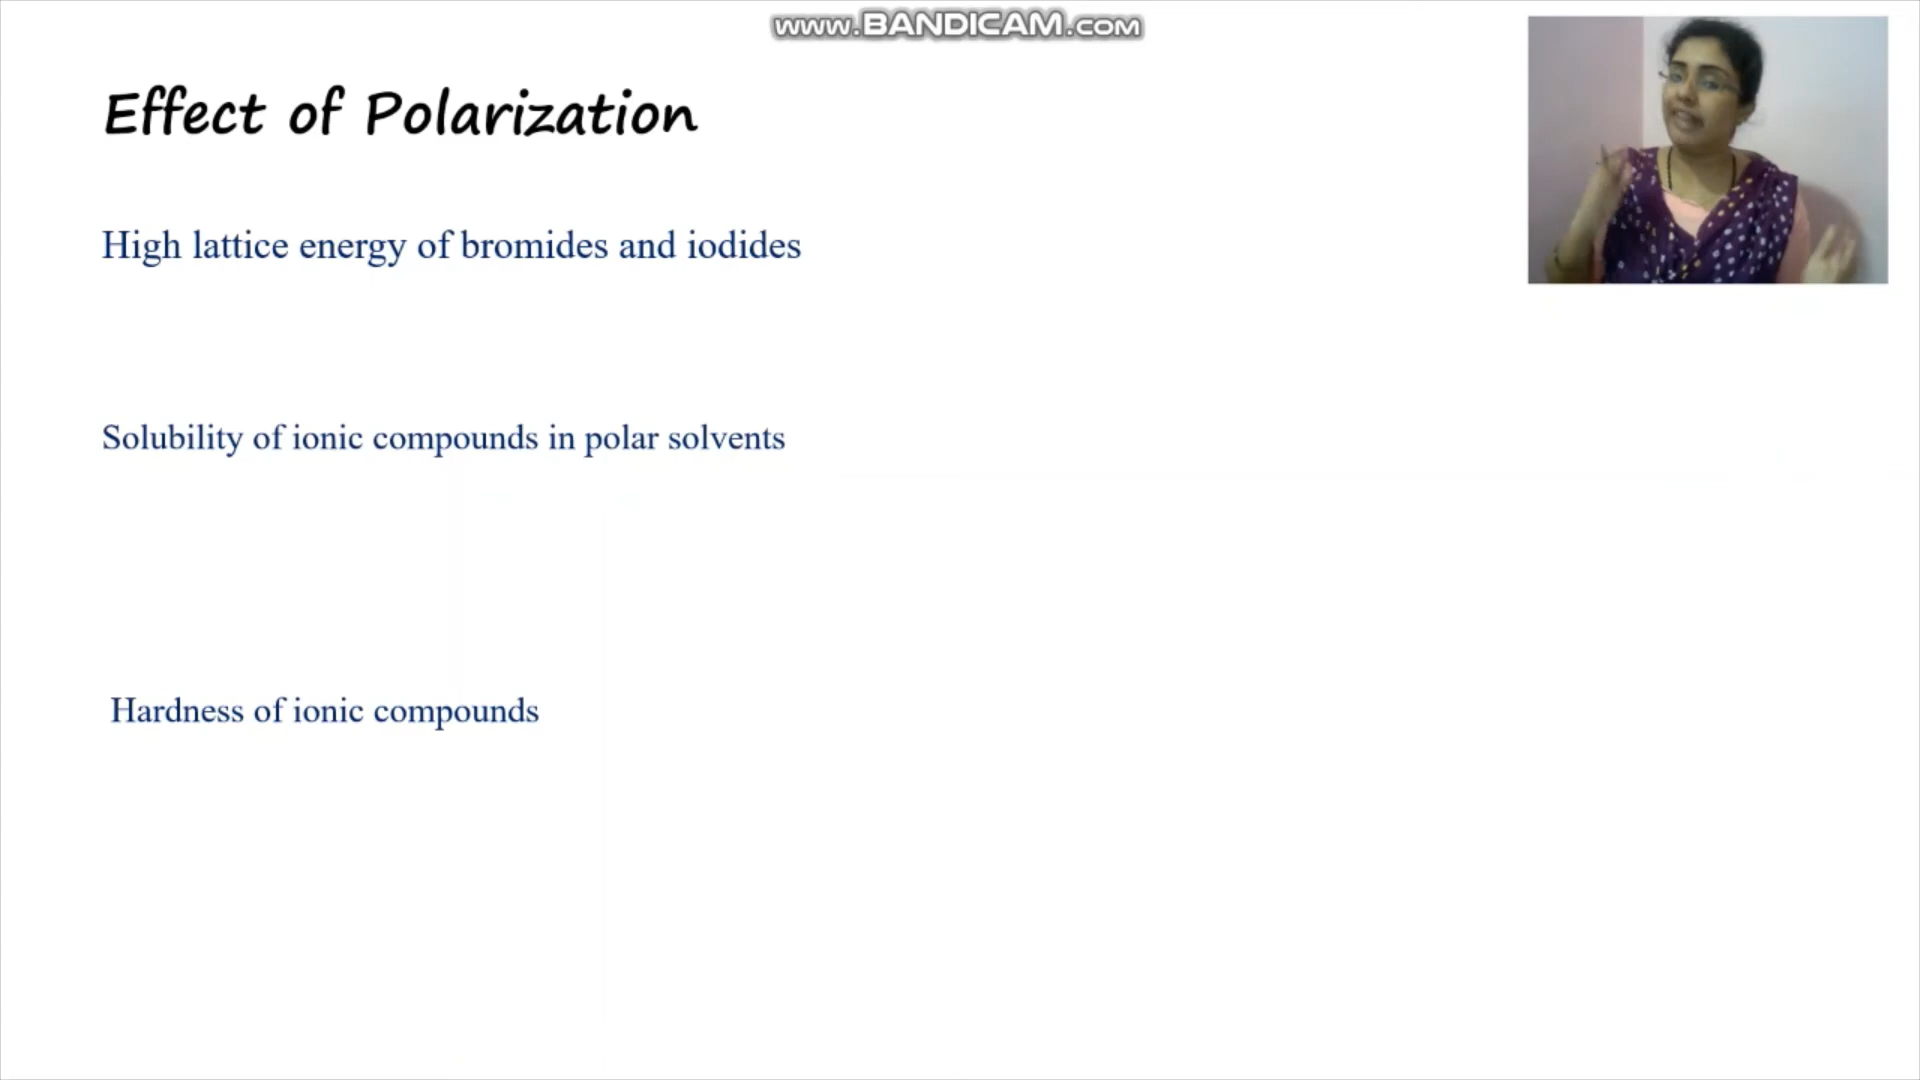 www.BANDICAM.com
Effect of Polarization
High lattice energy of bromides and iodides
Solubility of ionic compounds in polar solvents
Hardness of ionic compounds